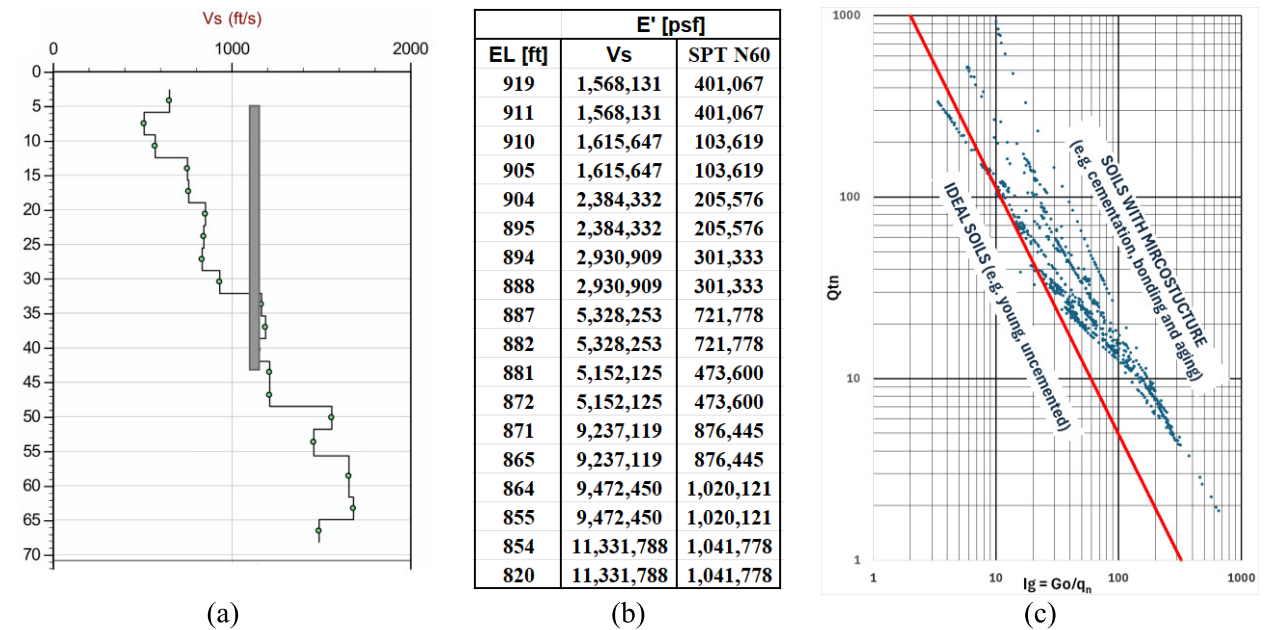 Vs (ft/s)
0 1000 2000
0
5
10
15
20
25
30
35
40
45
50
55
60
65
70
(a)
E' [psf]
EL [ft] Vs SPT N60
919 1,568,131 401,067
911 1,568,131 401,067
910 1,615,647 103,619
905 1,615,647 103,619
904 2,384,332 205,576
895 2,384,332 205,576
894 2,930,909 301,333
888 2,930,909 301,333
887 5,328,253 721,778
882 5,328,253 721,778
881 5,152,125 473,600
872 5,152,125 473,600
871 9,237,119 876,445
865 9,237,119 876,445
864 9,472,450 1,020,121
855 9,472,450 1,020,121
854 11,331,788 1,041,778
820 11,331,788 1,041,778
(b)
1000
100
10
1
Qtn
SOILS WITH MIRCOSTUCTURE
(e.g. cementation, bonding and aging)
IDEAL SOILS (e.g. young, uncemented)
1 10 100 1000
Ig = Go/qn
(c)